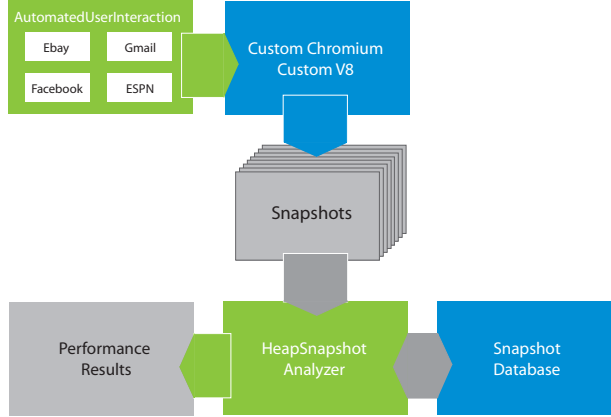 AutomatedUserInteraction
Ebay
Gmail
Facebook
ESPN
Custom Chromium
Custom V8
Snapshots
Performance
Results
HeapSnapshot
Analyzer
Snapshot
Database